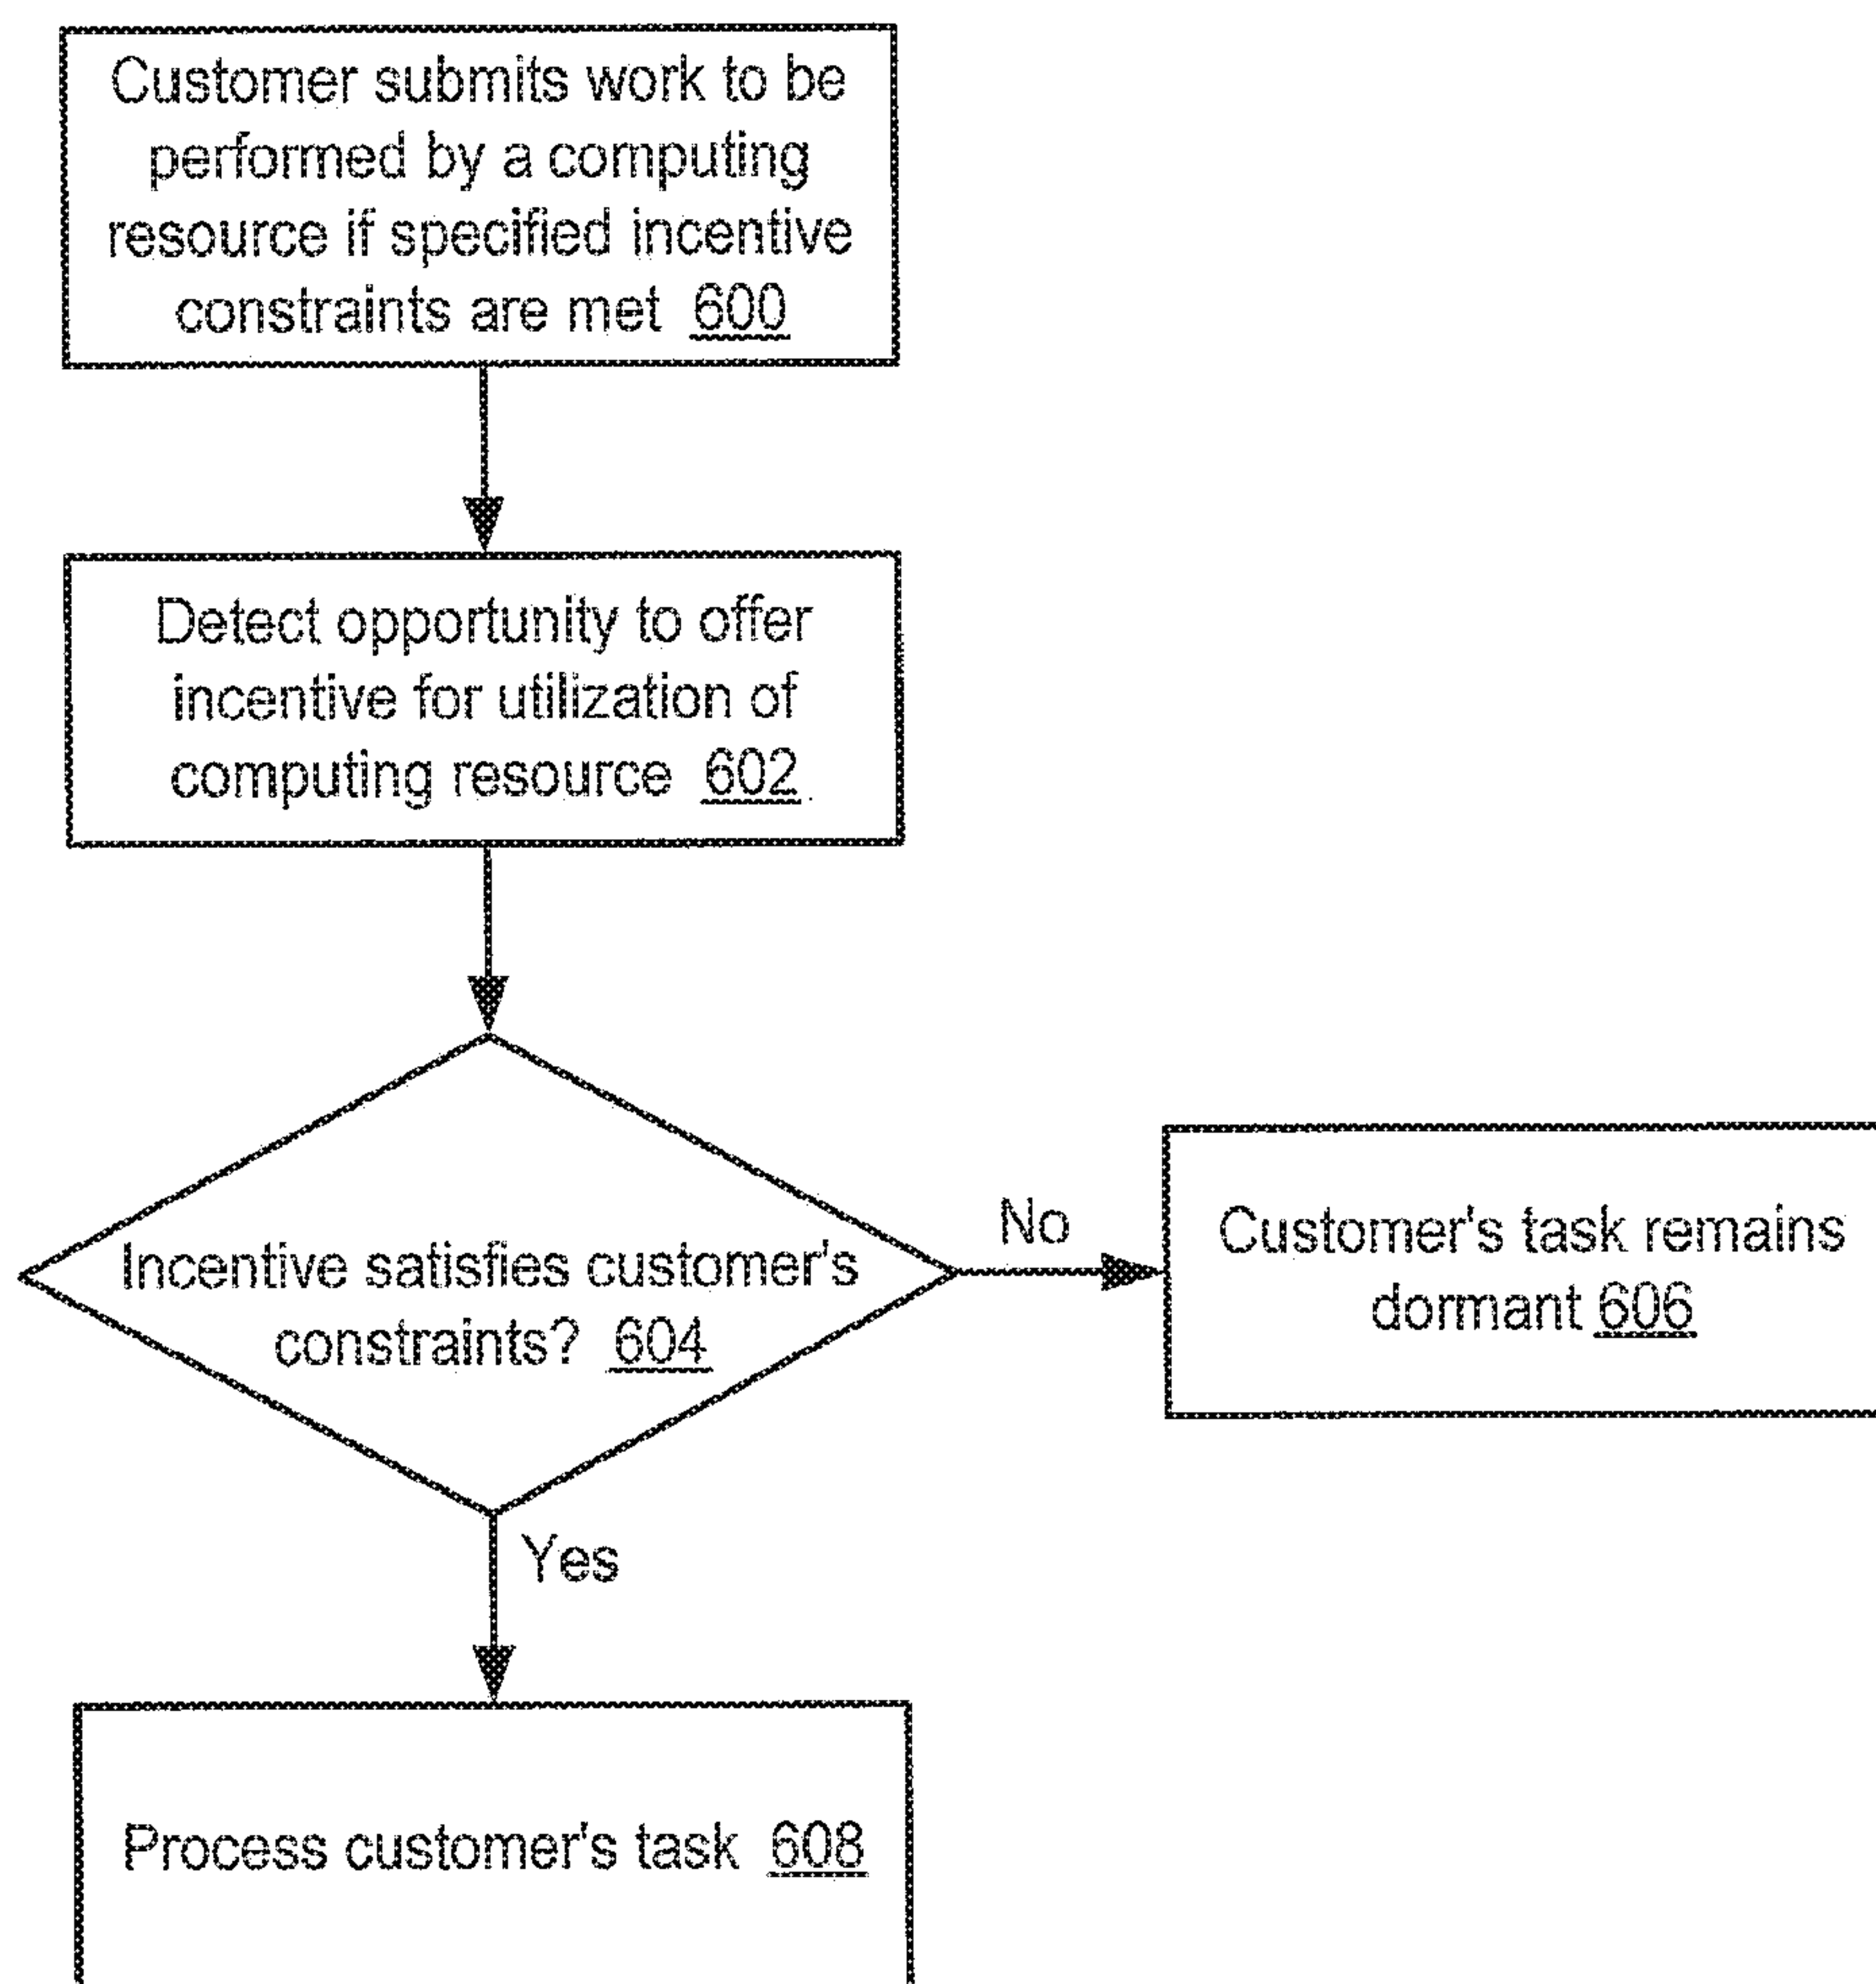 Customer submits work to be
performed by a computing
resource if specified incentive
constraints are met 600
Detect opportunity to offer
incentive for utilization of
computing resource 602
Incentive satisfies customer's
constraints? 604
No
Customer's task remains
dormant 606
Yes
Process customer's task 608